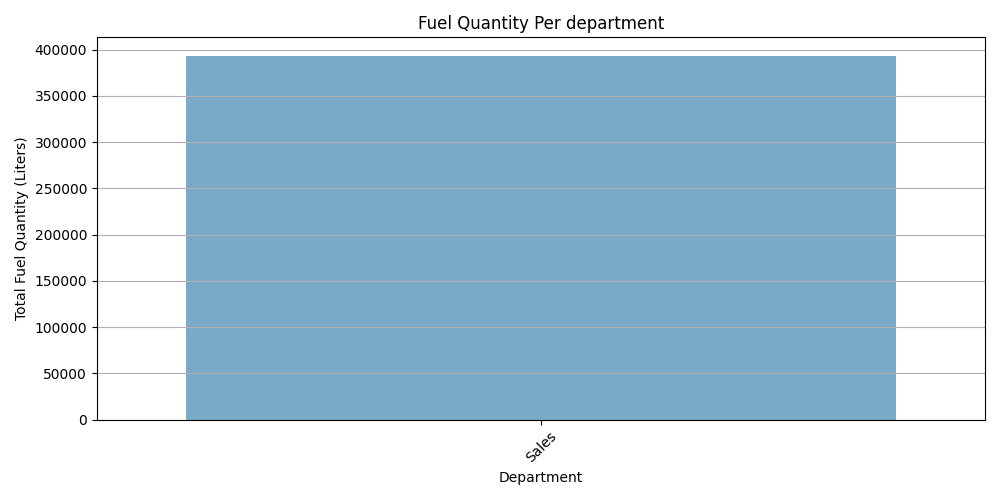 Fuel Quantity Per department
400000
350000
300000
250000
200000
150000
100000
50000
0
Total Fuel Quantity (Liters)
Sales
Department